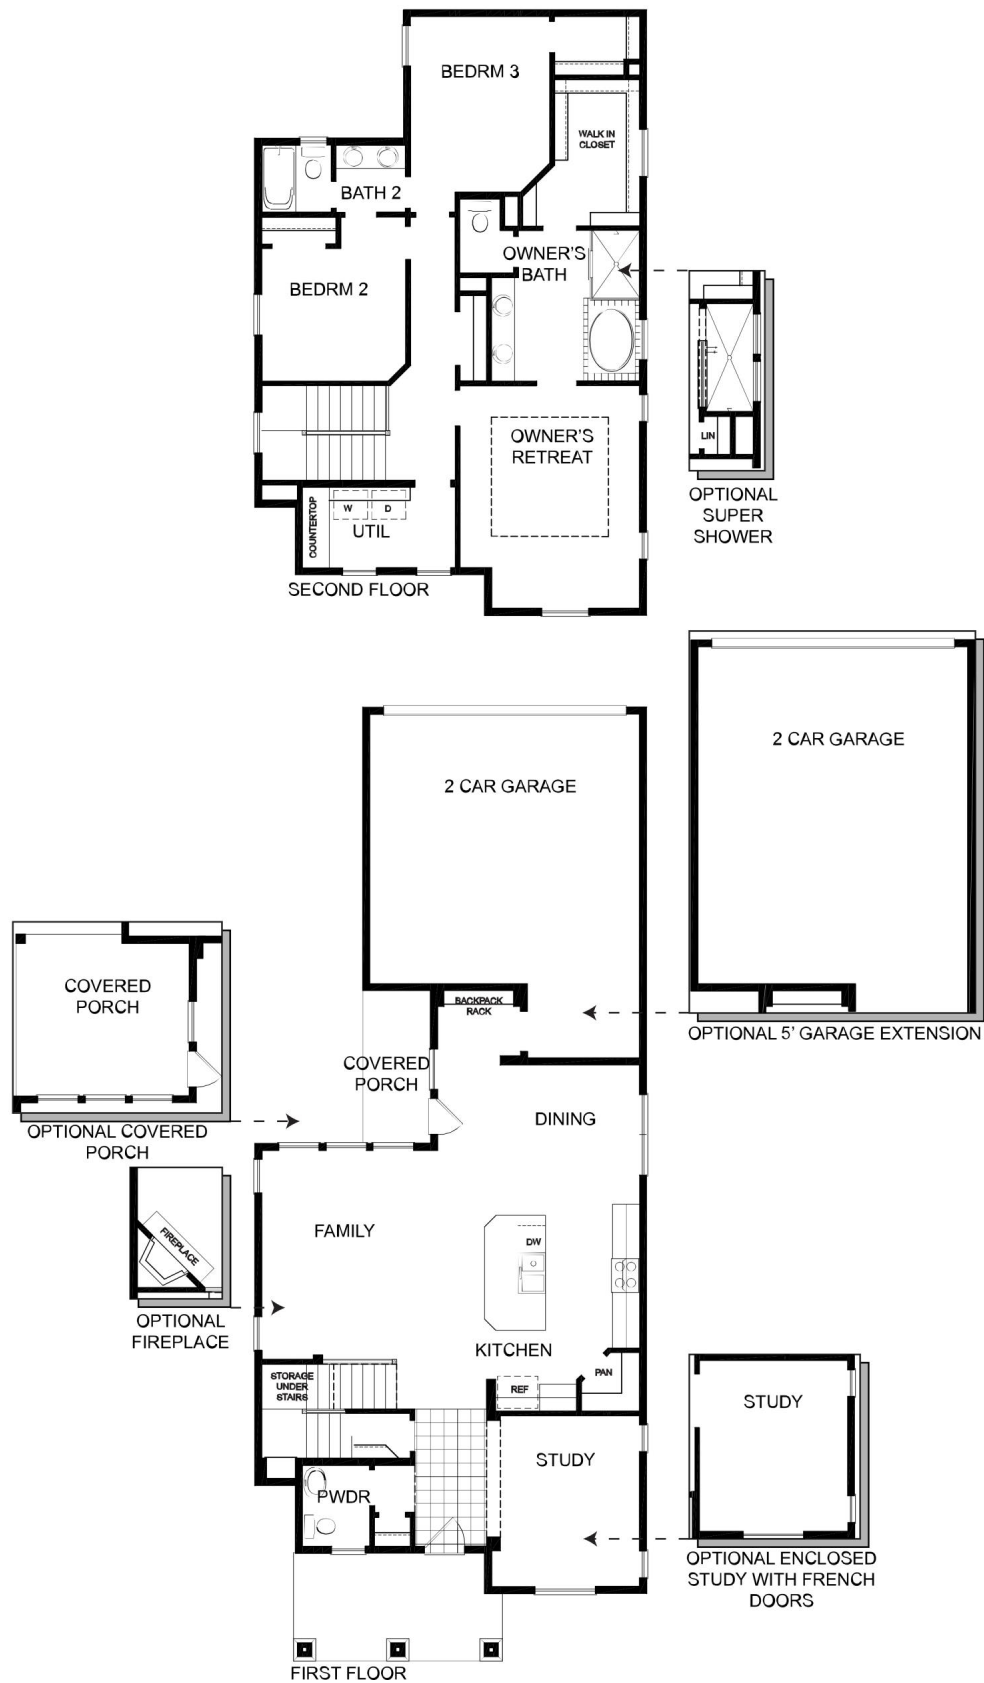 BEDRM 3
WALK IN
CLOSET
BATH 2
OWNER'S
BATH
BEDRM 2
OWNER'S
RETREAT
LIN
OPTIONAL
SUPER
SHOWER
COUNTERTOP
W
D
UTIL
SECOND FLOOR
2 CAR GARAGE
2 CAR GARAGE
BACKPACK
RACK
OPTIONAL 5' GARAGE EXTENSION
COVERED
PORCH
COVERED
PORCH
OPTIONAL COVERED
PORCH
DINING
FAMILY
DW
FIREPLACE
OPTIONAL
FIREPLACE
KITCHEN
STORAGE
UNDER
STAIRS
REF
PAN
STUDY
STUDY
PWDR
OPTIONAL ENCLOSED
STUDY WITH FRENCH
DOORS
FIRST FLOOR